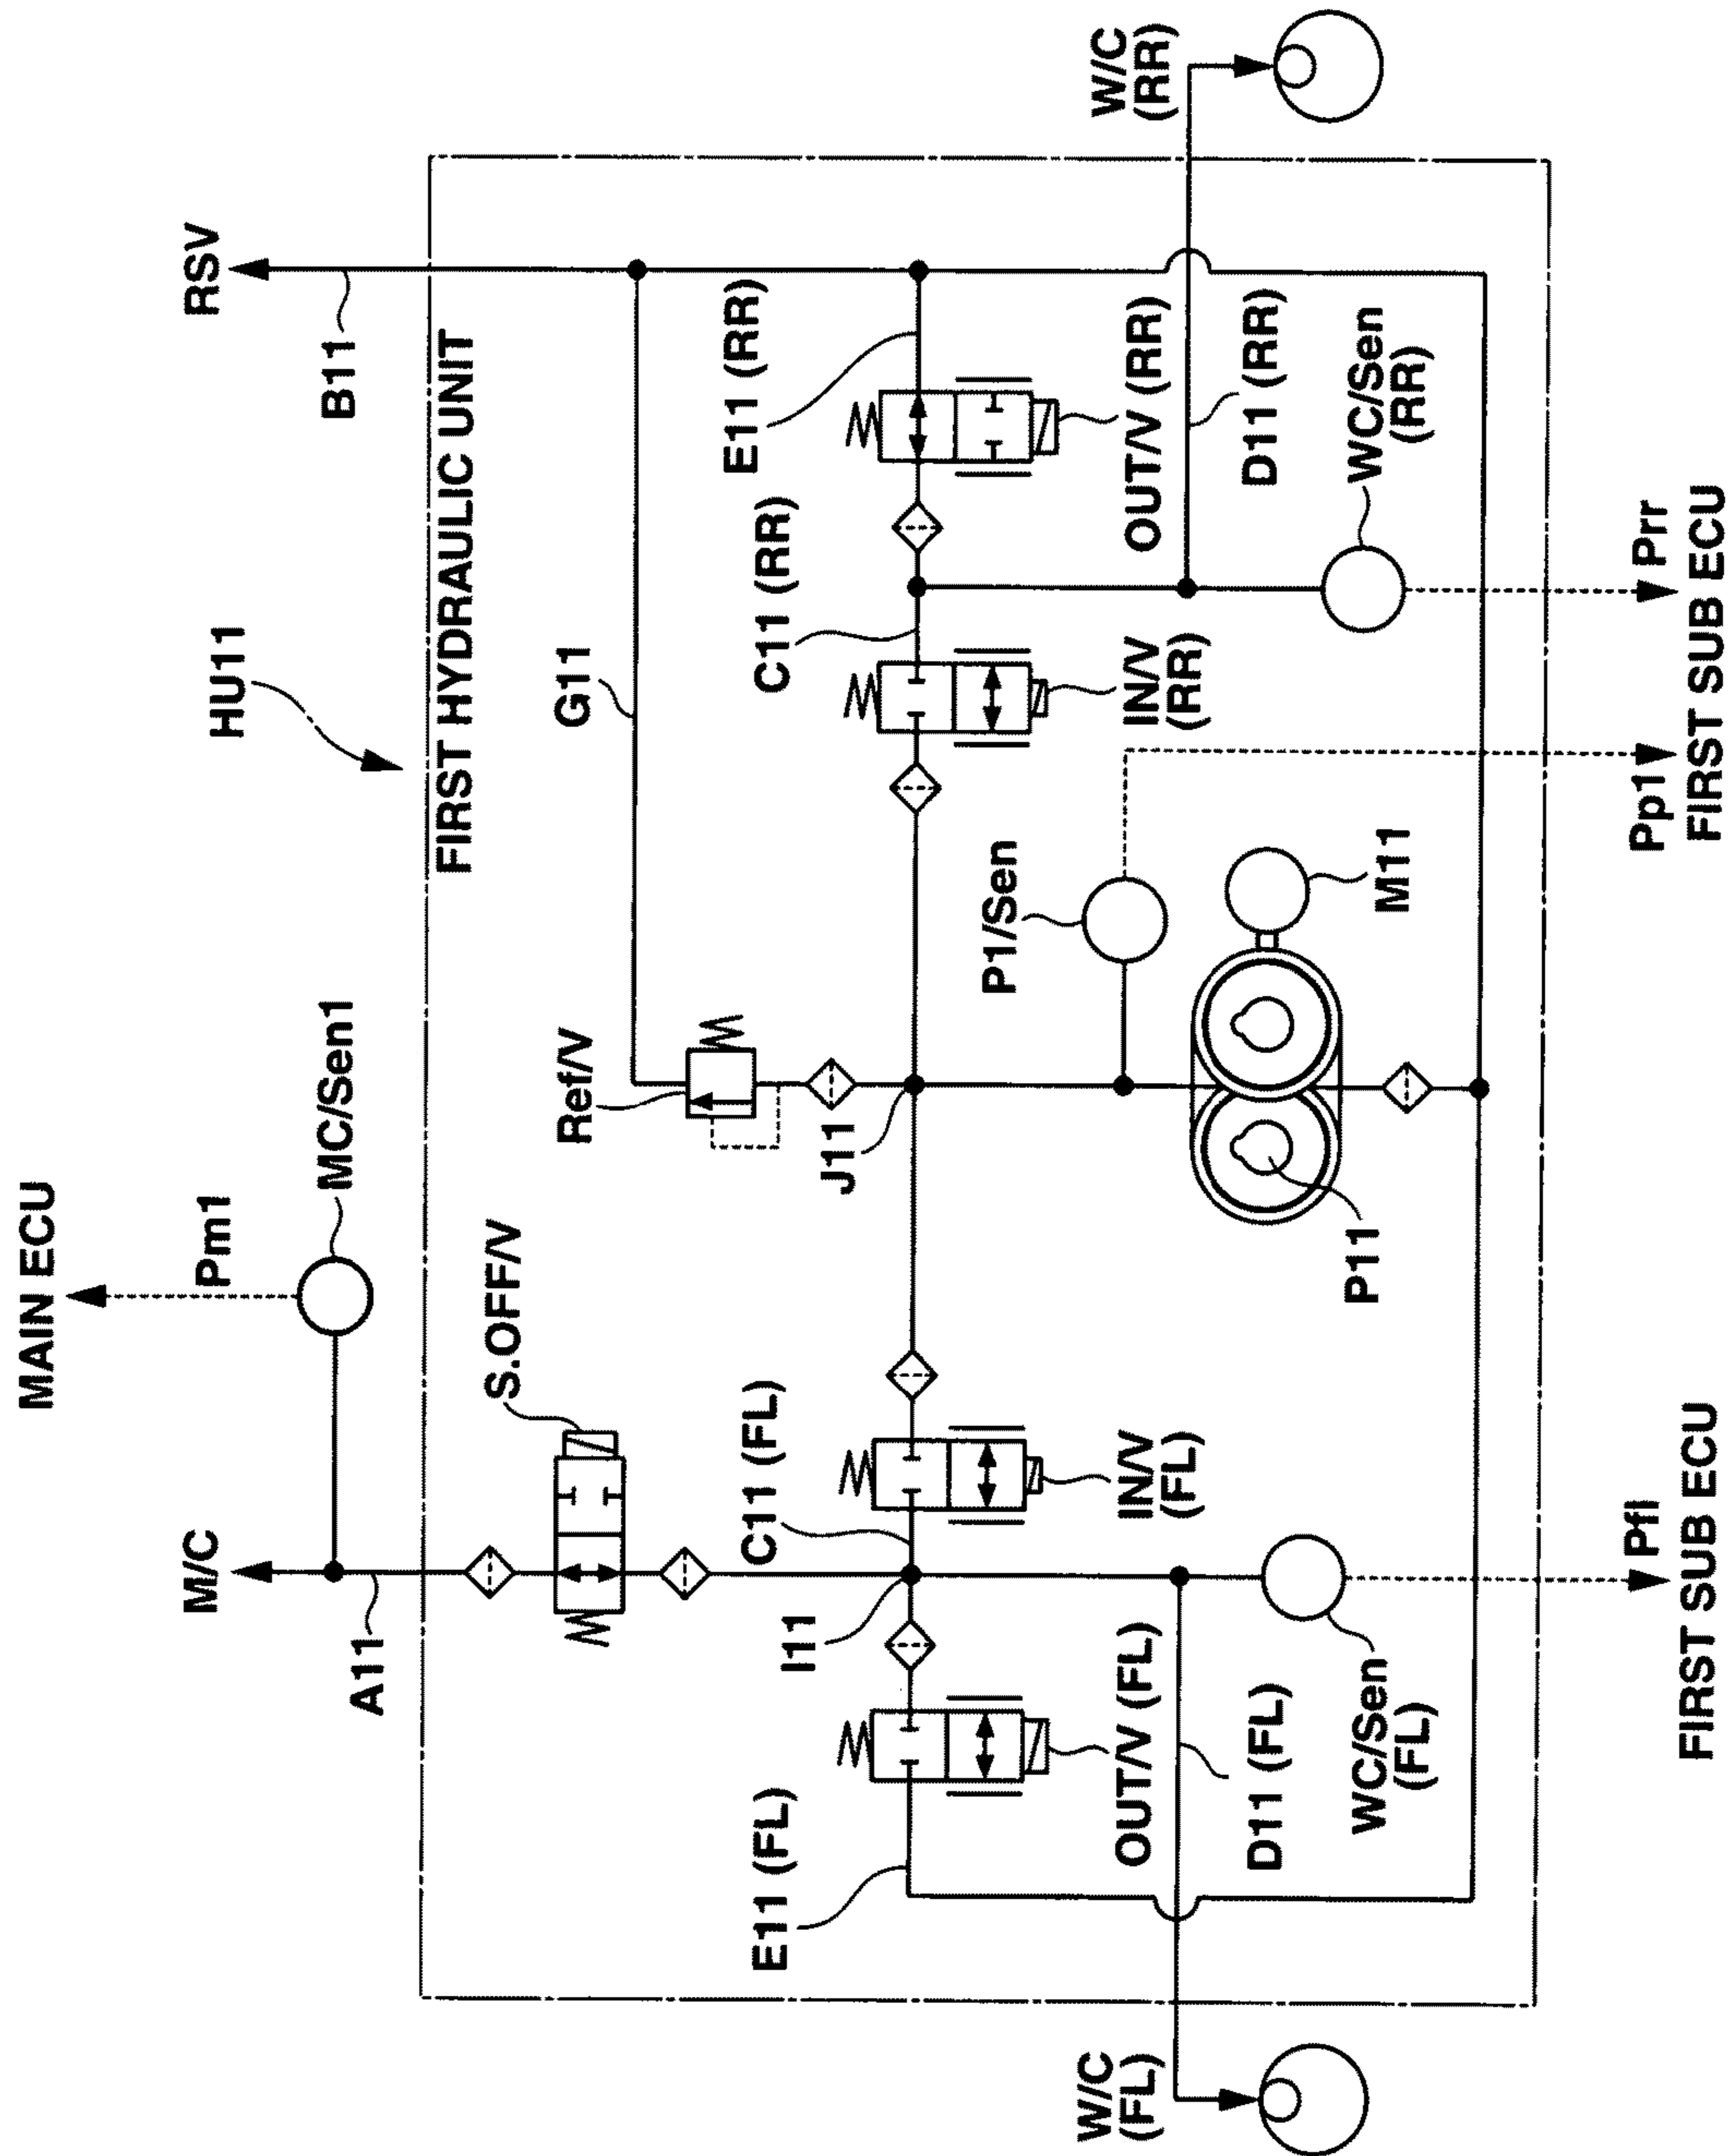 MAIN ECU
Pm1
MC/Sen1
M/C
A11
S.OFF/V
RSV
B11
HU11
FIRST HYDRAULIC UNIT
G11
Ref/V
J11
I11
C11 (FL)
C11 (RR)
E11 (RR)
E11 (FL)
IN/V
(FL)
OUT/V (FL)
D11 (FL)
WC/Sen
(FL)
W/C
(FL)
Pfl
FIRST SUB ECU
P11
M11
P1/Sen
IN/V
(RR)
OUT/V (RR)
D11 (RR)
WC/Sen
(RR)
W/C
(RR)
Pp1
Prr
FIRST SUB ECU